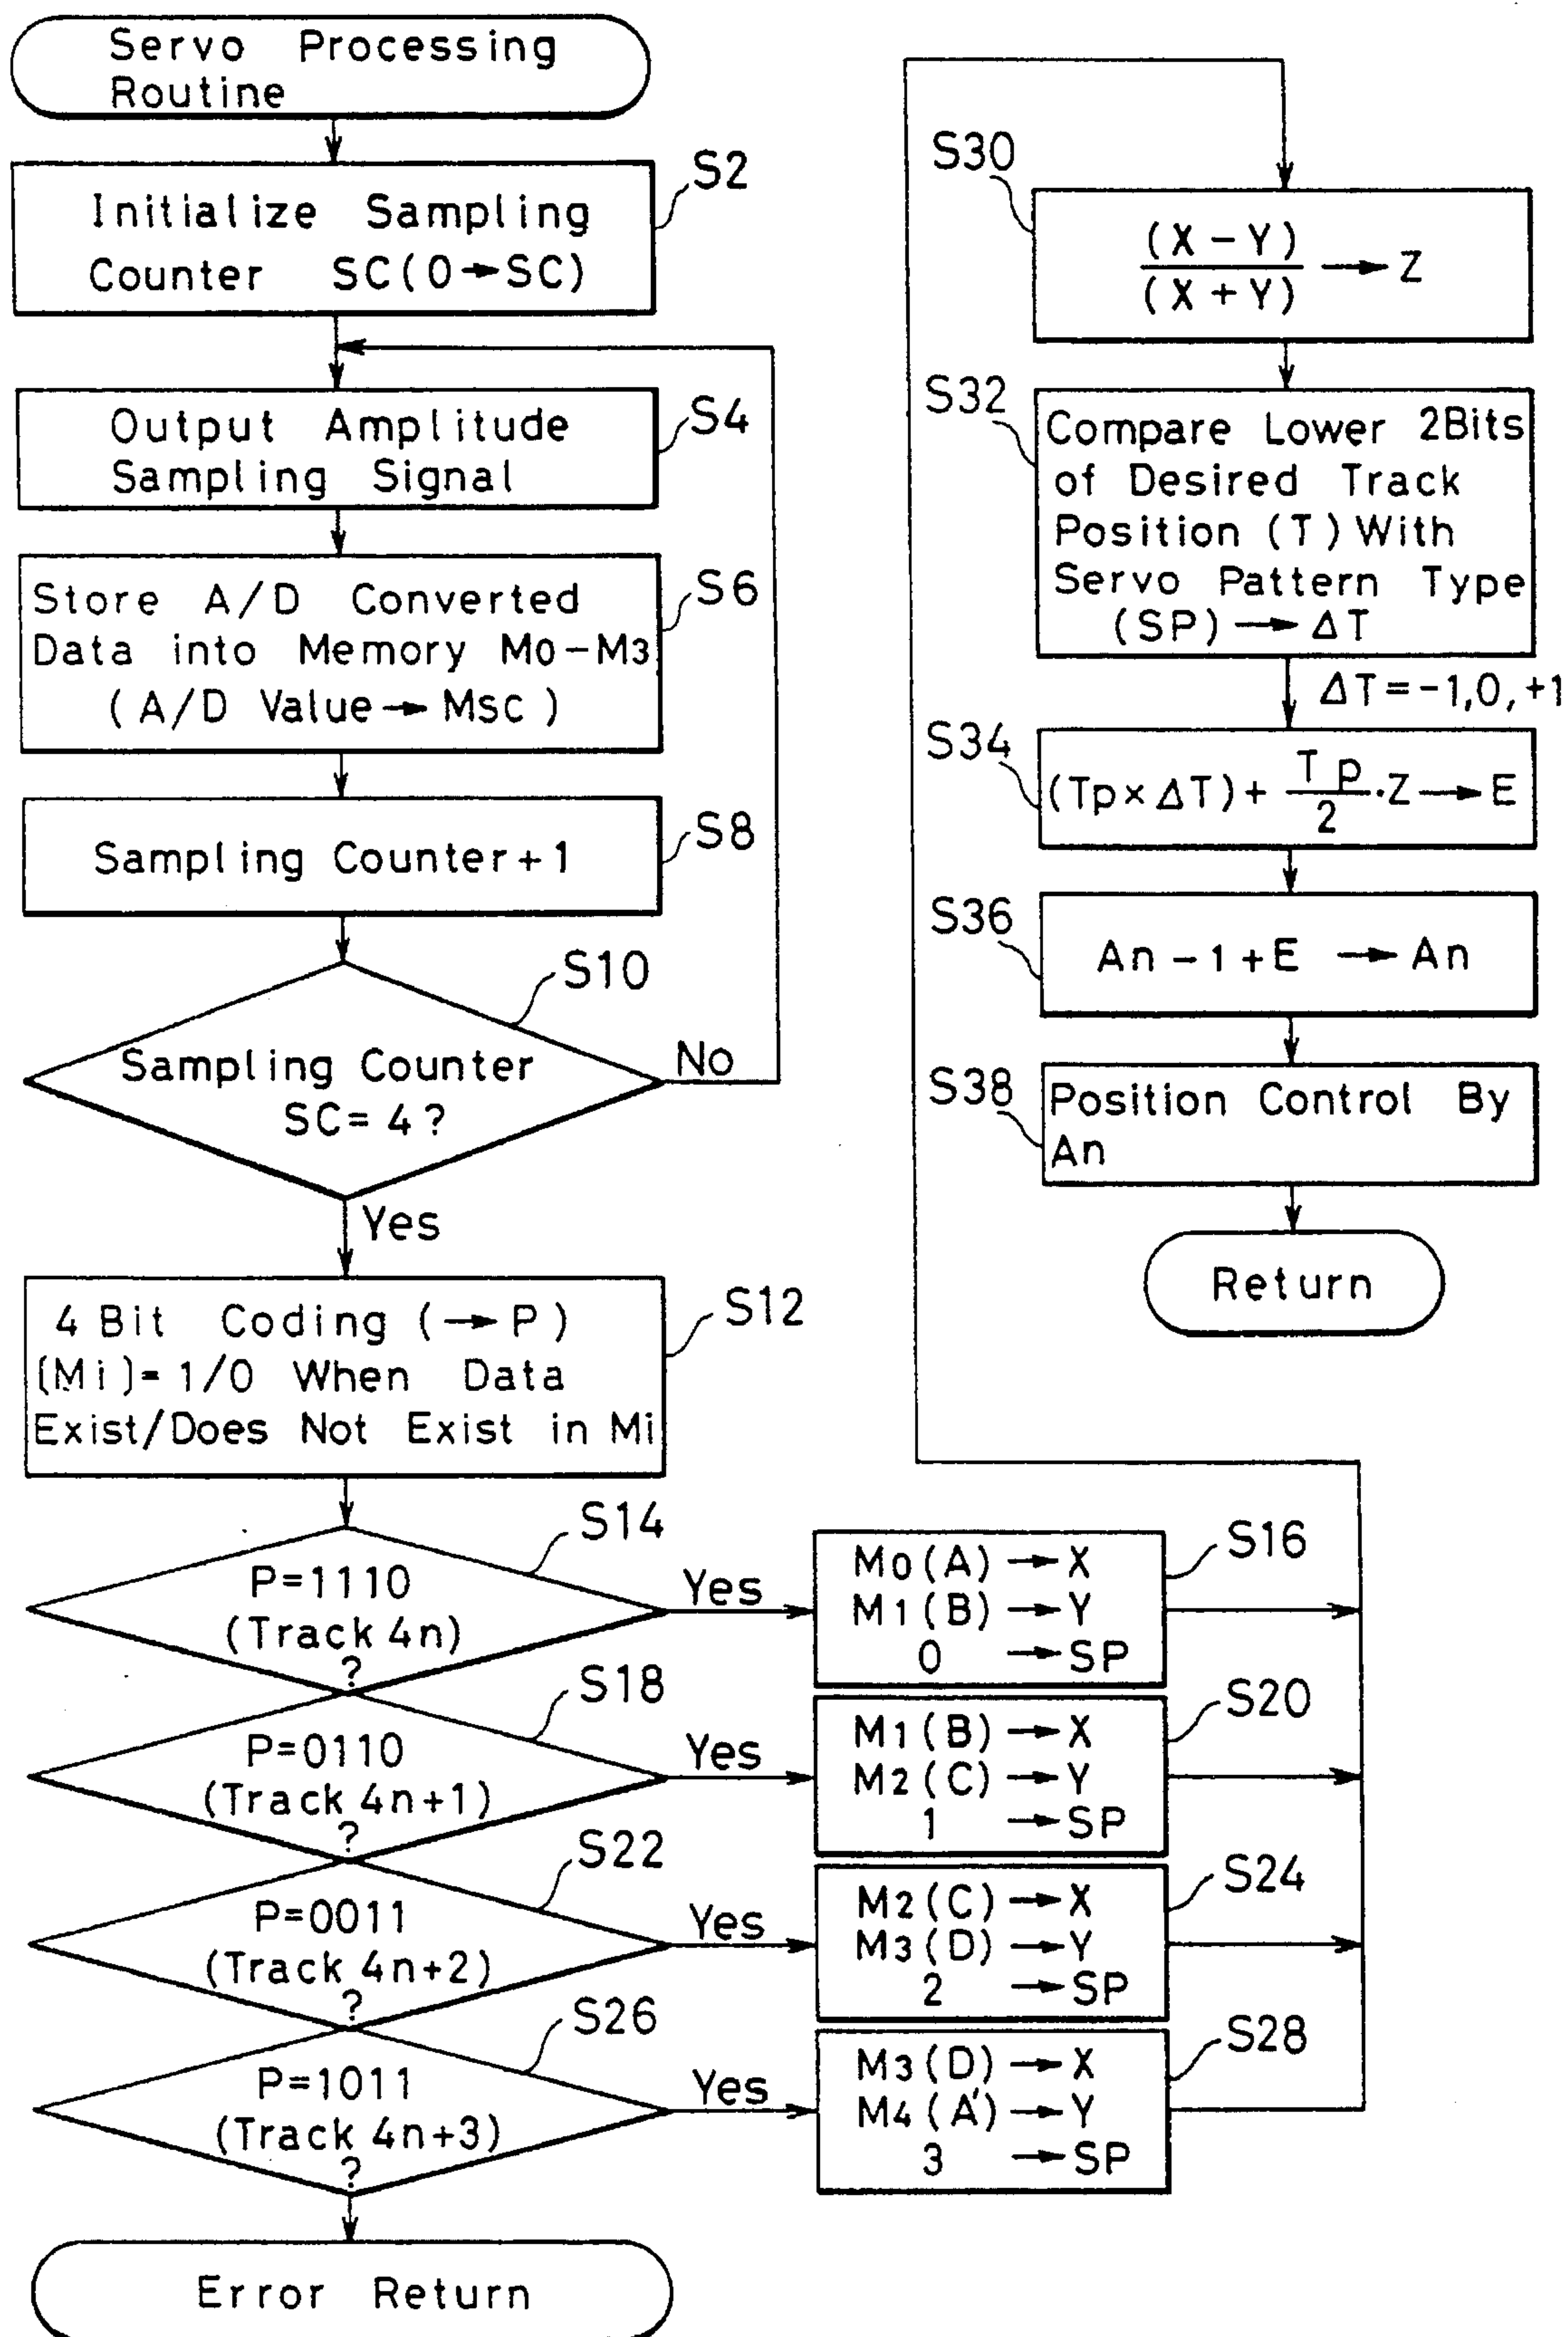 Servo Processing
Routine
S2
Initialize Sampling
Counter SC(0→SC)
S4
Output Amplitude
Sampling Signal
S6
Store A/D Converted
Data into Memory M0-M3
(A/D Value→MSC)
S8
Sampling Counter+1
S10
Sampling Counter
SC=4?
No
Yes
S12
4 Bit Coding (→P)
(Mi)=1/0 When Data
Exist/Does Not Exist in Mi
S14
P=1110
(Track 4n)
?
Yes
S16
M0(A)→X
M1(B)→Y
0 →SP
S18
P=0110
(Track 4n+1)
?
Yes
S20
M1(B)→X
M2(C)→Y
1 →SP
S22
P=0011
(Track 4n+2)
?
Yes
S24
M2(C)→X
M3(D)→Y
2 →SP
S26
P=1011
(Track 4n+3)
?
Yes
S28
M3(D)→X
M4(A')→Y
3 →SP
Error Return
S30
(X-Y)
(X+Y) →Z
S32
Compare Lower 2Bits
of Desired Track
Position (T) With
Servo Pattern Type
(SP)→ΔT
ΔT=-1,0,+1
S34
(Tp×ΔT)+ Tp/2·Z→E
S36
An-1+E →An
S38
Position Control By
An
Return